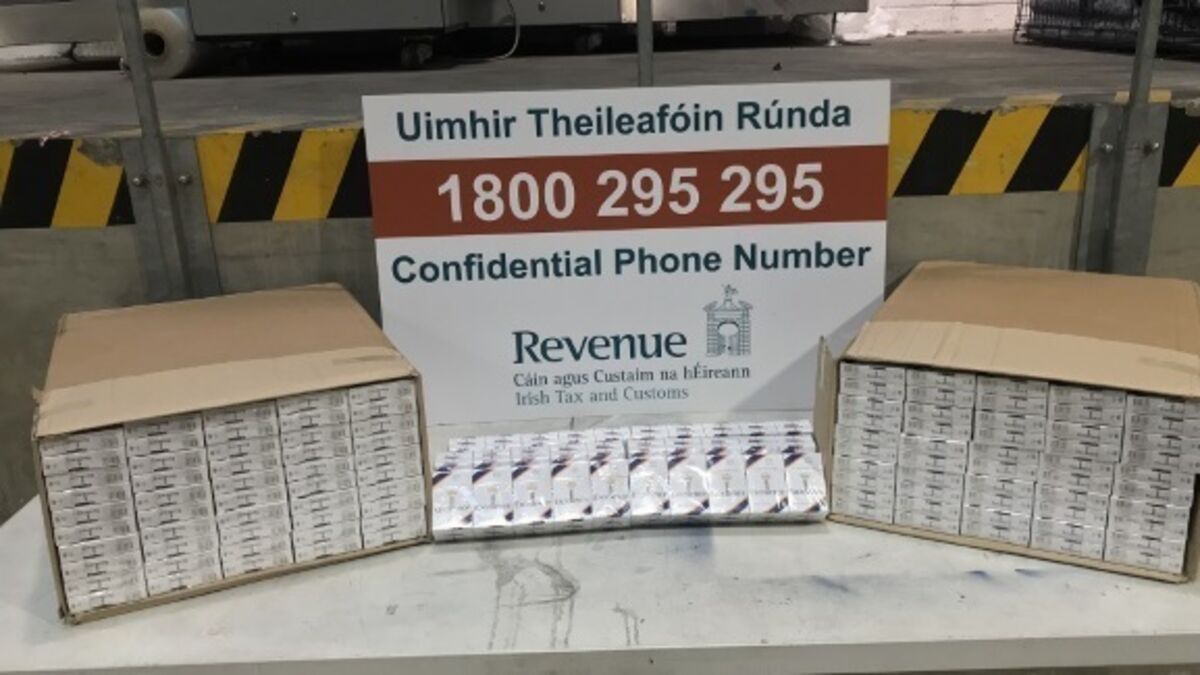 Uimhir Theileafóin Rúnda
1800 295 295
Confidential Phone Number
Revenue
Cáin agus Custaim na hÉireann
Irish Tax and Customs